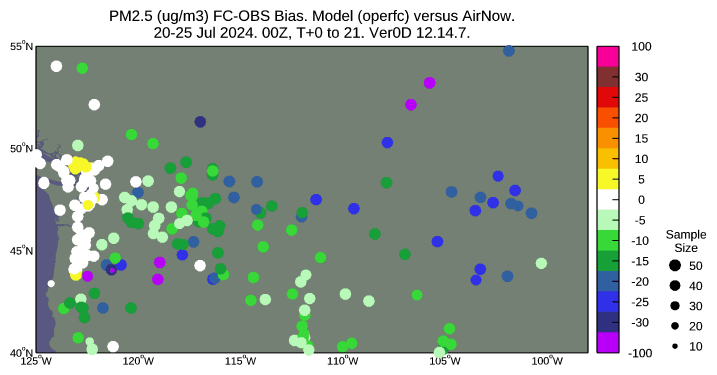 PM2.5 (ug/m3) FC-OBS Bias. Model (operfc) versus AirNow.
20-25 Jul 2024. 00Z, T+0 to 21. Ver0D 12.14.7.
55°N
50°N
45°N
40°N
125°W
120°W
115°W
110°W
105°W
100°W
100
30
25
20
15
10
5
0
-5
-10
-15
-20
-25
-30
-100
Sample
Size
50
40
30
20
10